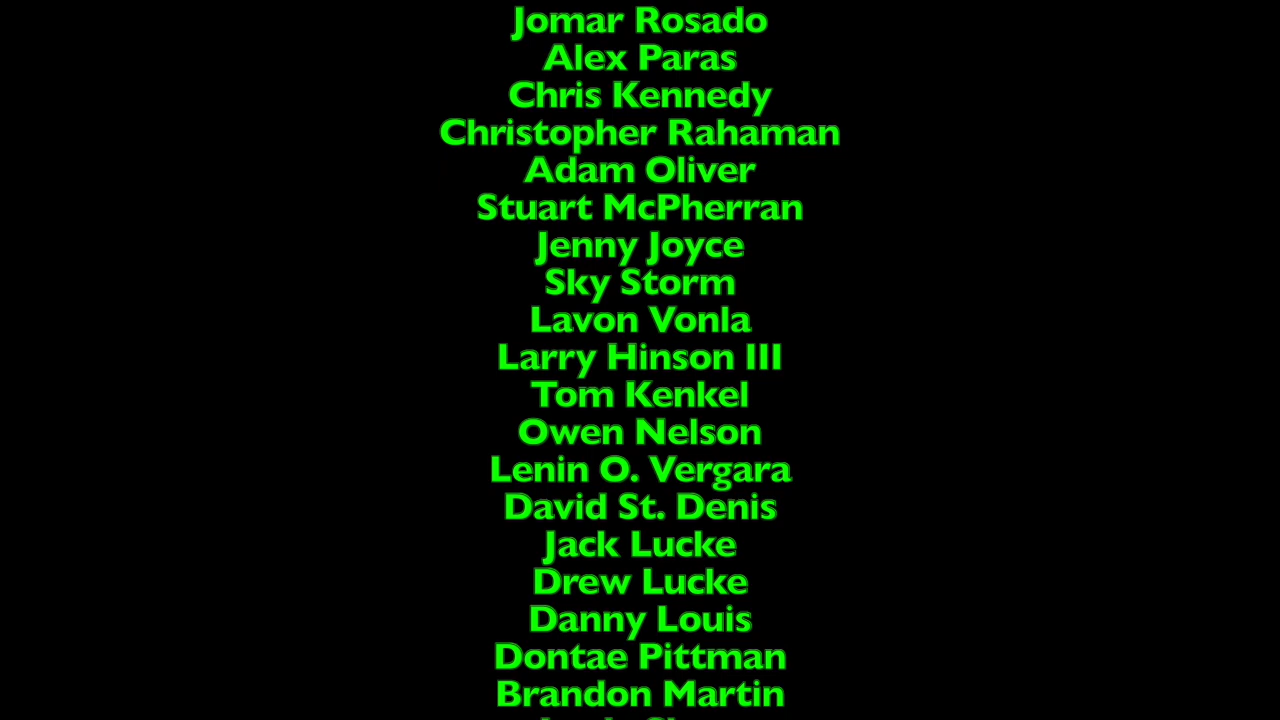 Jomar Rosado
Alex Paras
Chris Kennedy
Christopher Rahaman
Adam Oliver
Stuart McPherran
Jenny Joyce
Sky Storm
Lavon Vonla
Larry Hinson III
Tom Kenkel
Owen Nelson
Lenin O. Vergara
David St. Denis
Jack Lucke
Drew Lucke
Danny Louis
Dontae Pittman
Brandon Martin